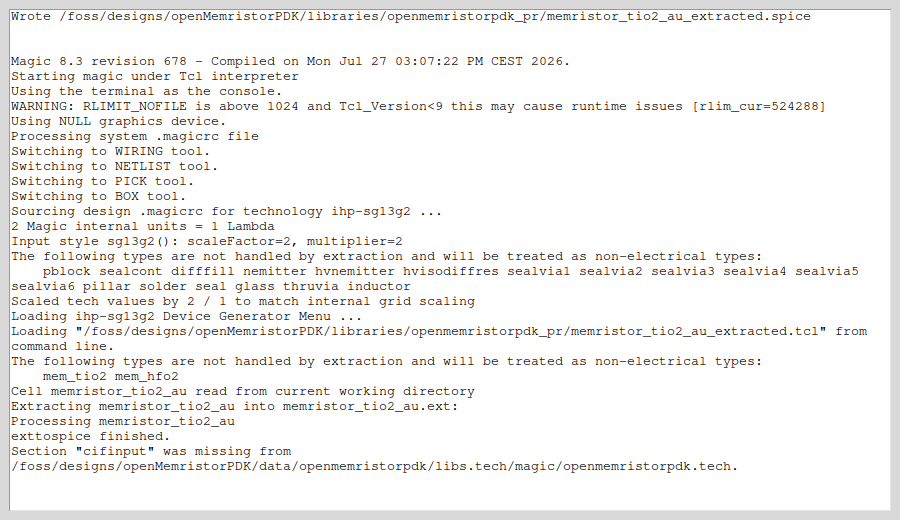 Wrote /foss/designs/openMemristorPDK/libraries/openmemristorpdk_pr/memristor_tio2_au_extracted.spice
Magic 8.3 revision 678 - Compiled on Mon Jul 27 03:07:22 PM CEST 2026.
Starting magic under Tcl interpreter
Using the terminal as the console.
WARNING: RLIMIT_NOFILE is above 1024 and Tcl_Version<9 this may cause runtime issues [rlim_cur=524288]
Using NULL graphics device.
Processing system .magicrc file
Switching to WIRING tool.
Switching to NETLIST tool.
Switching to PICK tool.
Switching to BOX tool.
Sourcing design .magicrc for technology ihp-sg13g2 ...
2 Magic internal units = 1 Lambda
Input style sg13g2(): scaleFactor=2, multiplier=2
The following types are not handled by extraction and will be treated as non-electrical types:
    pblock sealcont difffill nemitter hvnemitter hvisodiffres sealvia1 sealvia2 sealvia3 sealvia4 sealvia5
sealvia6 pillar solder seal glass thruvia inductor
Scaled tech values by 2 / 1 to match internal grid scaling
Loading ihp-sg13g2 Device Generator Menu ...
Loading "/foss/designs/openMemristorPDK/libraries/openmemristorpdk_pr/memristor_tio2_au_extracted.tcl" from
command line.
The following types are not handled by extraction and will be treated as non-electrical types:
    mem_tio2 mem_hfo2
Cell memristor_tio2_au read from current working directory
Extracting memristor_tio2_au into memristor_tio2_au.ext:
Processing memristor_tio2_au
exttospice finished.
Section "cifinput" was missing from
/foss/designs/openMemristorPDK/data/openmemristorpdk/libs.tech/magic/openmemristorpdk.tech.